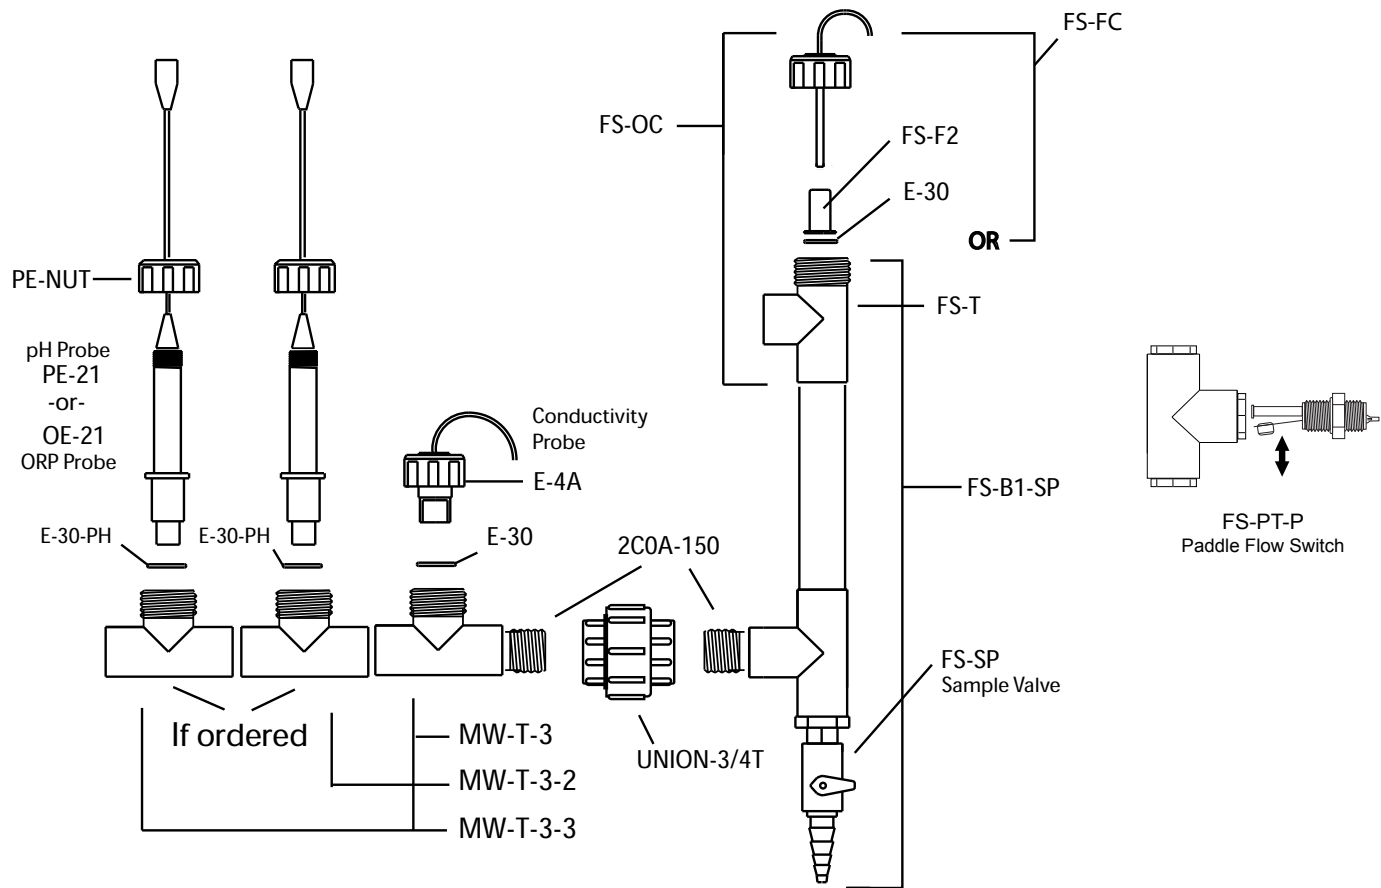 FS-FC
FS-OC
FS-F2
E-30
OR
PE-NUT
FS-T
pH Probe
PE-21
-or-
OE-21
ORP Probe
Conductivity
Probe
E-4A
FS-B1-SP
FS-PT-P
Paddle Flow Switch
E-30-PH
E-30-PH
E-30
2C0A-150
FS-SP
Sample Valve
If ordered
MW-T-3
UNION-3/4T
MW-T-3-2
MW-T-3-3